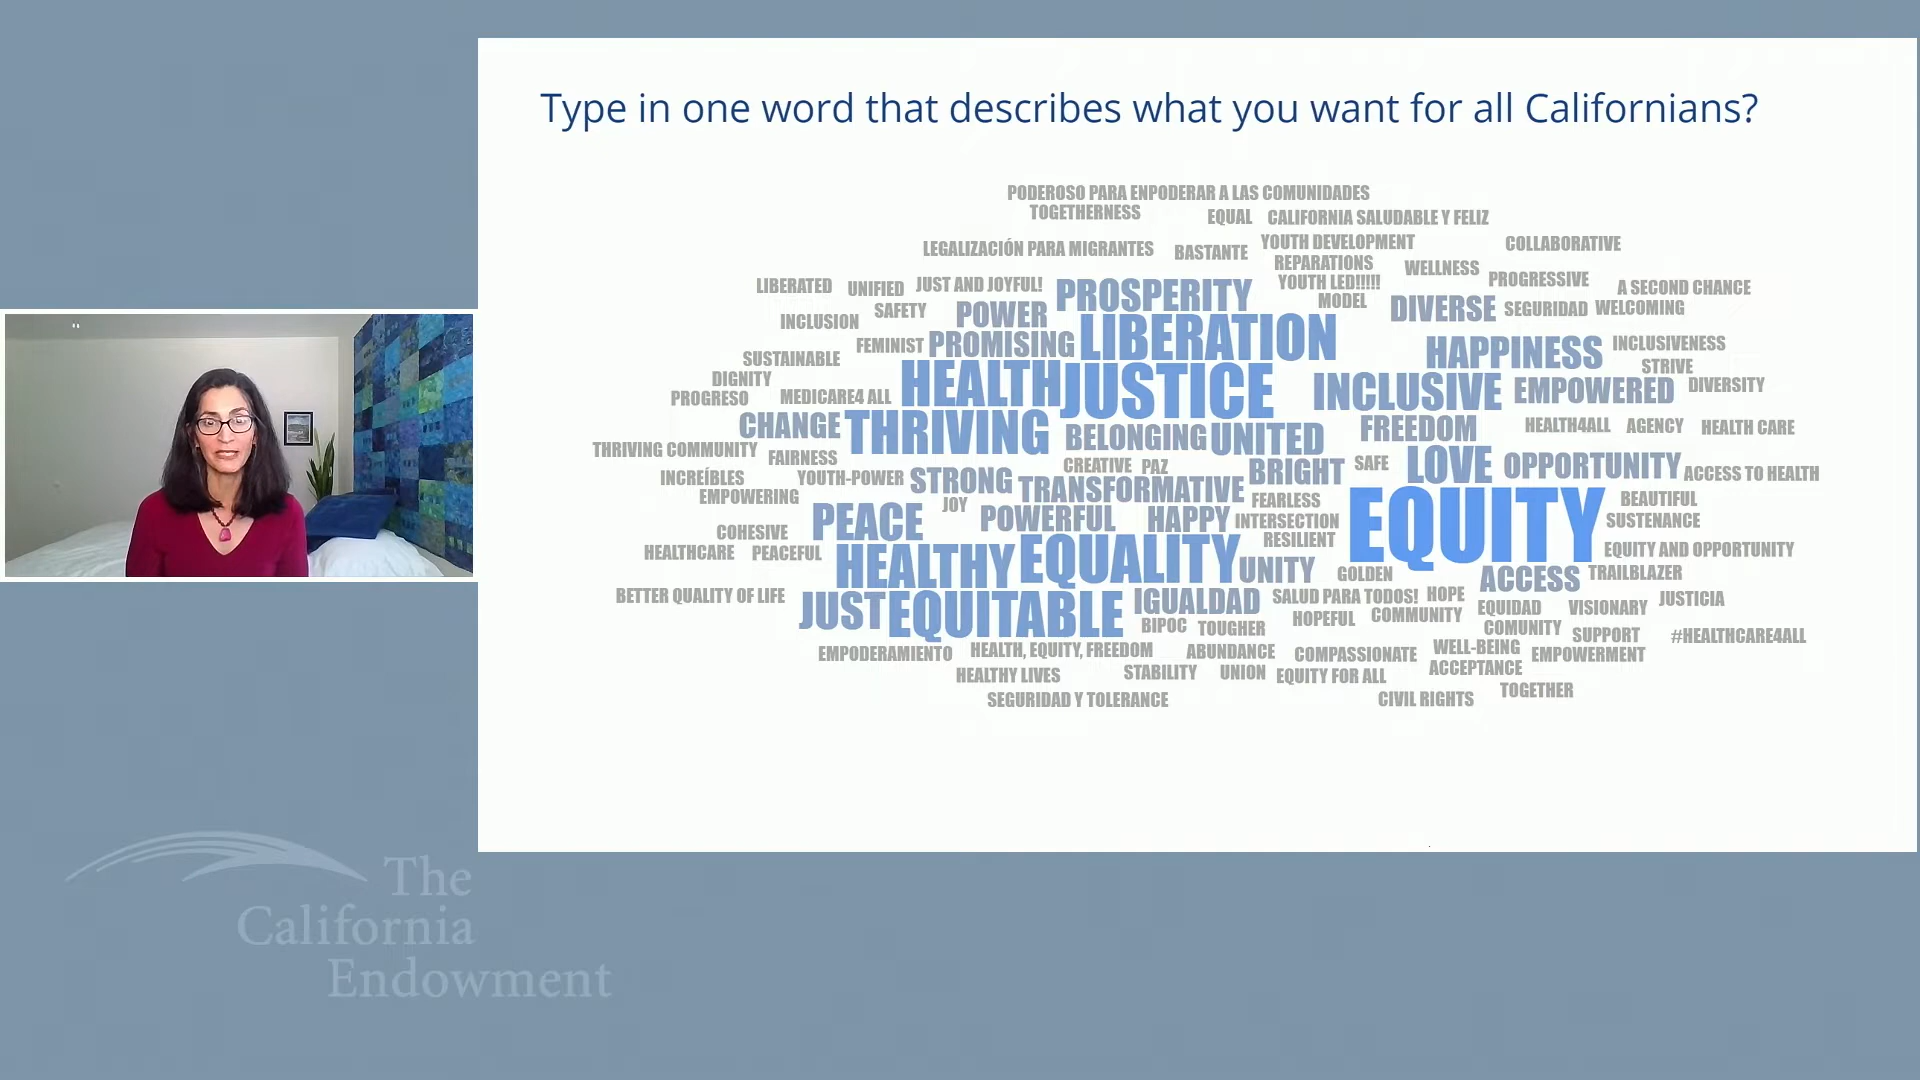 Type in one word that describes what you want for all Californians?
PODEROSO PARA ENPODERAR A LAS COMUNIDADES
TOGETHERNESS
EQUAL
CALIFORNIA SALUDABLE Y FELIZ
LEGALIZACIÓN PARA MIGRANTES
BASTANTE
YOUTH DEVELOPMENT
COLLABORATIVE
REPARATIONS
WELLNESS
LIBERATED
UNIFIED
JUST AND JOYFUL!
PROSPERITY
YOUTH LED!!!!!
PROGRESSIVE
A SECOND CHANCE
INCLUSION
SAFETY
POWER
MODEL
DIVERSE
SEGURIDAD
WELCOMING
FEMINIST
PROMISING
LIBERATION
HAPPINESS
INCLUSIVENESS
SUSTAINABLE
STRIVE
DIGNITY
HEALTH
JUSTICE
INCLUSIVE
EMPOWERED
DIVERSITY
PROGRESO
MEDICARE4 ALL
CHANGE
THRIVING
BELONGING
UNITED
FREEDOM
HEALTH4ALL
AGENCY
HEALTH CARE
THRIVING COMMUNITY
FAIRNESS
CREATIVE
PAZ
BRIGHT
SAFE
LOVE
OPPORTUNITY
ACCESS TO HEALTH
INCREÍBLES
YOUTH-POWER
STRONG
TRANSFORMATIVE
EMPOWERING
JOY
FEARLESS
EQUITY
BEAUTIFUL
COHESIVE
PEACE
POWERFUL
HAPPY
INTERSECTION
SUSTENANCE
HEALTHCARE
PEACEFUL
RESILIENT
EQUITY AND OPPORTUNITY
HEALTHY
EQUALITY
UNITY
GOLDEN
ACCESS
TRAILBLAZER
BETTER QUALITY OF LIFE
JUST
EQUITABLE
IGUALDAD
SALUD PARA TODOS!
HOPE
EQUIDAD
VISIONARY
JUSTICIA
BIPOC
TOUGHER
HOPEFUL
COMMUNITY
COMUNITY
SUPPORT
#HEALTHCARE4ALL
EMPODERAMIENTO
HEALTH, EQUITY, FREEDOM
ABUNDANCE
COMPASSIONATE
WELL-BEING
EMPOWERMENT
HEALTHY LIVES
STABILITY
UNION
EQUITY FOR ALL
ACCEPTANCE
SEGURIDAD Y TOLERANCE
CIVIL RIGHTS
TOGETHER
The
California
Endowment